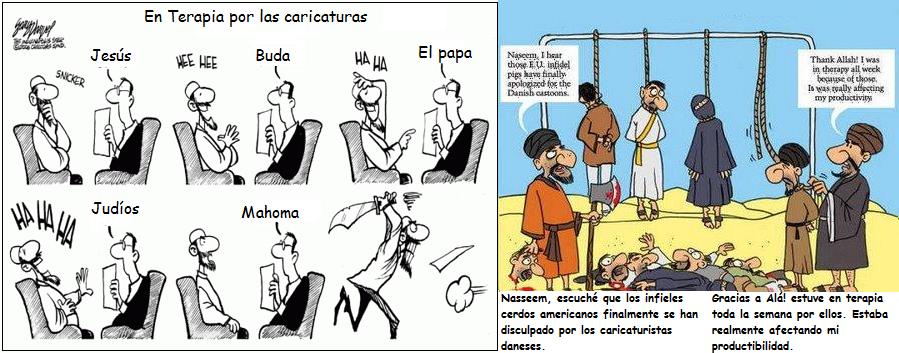 En Terapia por las caricaturas
THE INDIANAPOLIS STAR
SNICKER
Jesús
HEE HEE
Buda
HA HA
El papa
HA HA HA
Judíos
Mahoma
Naseem, I hear
those E.U. infidel
pigs have finally
apologized for the
Danish cartoons.
Thank Allah! I was
in therapy all week
because of those.
It was really affecting
my productivity.
Nasseem, escuché que los infieles
cerdos americanos finalmente se han
disculpado por los caricaturistas
daneses.
Gracias a Alá! estuve en terapia
toda la semana por ellos. Estaba
realmente afectando mi
productibilidad.